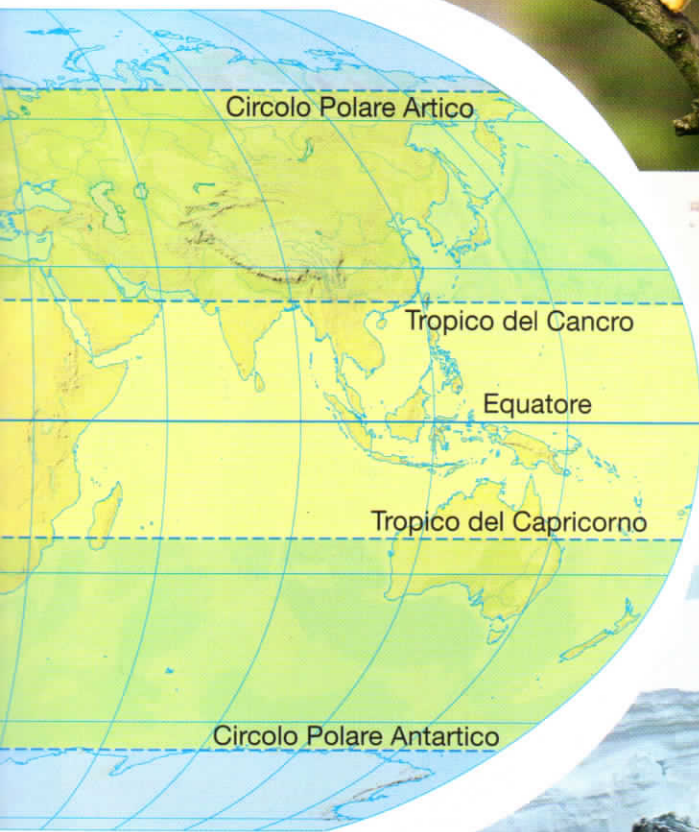 Circolo Polare Artico
Tropico del Cancro
Equatore
Tropico del Capricorno
Circolo Polare Antartico